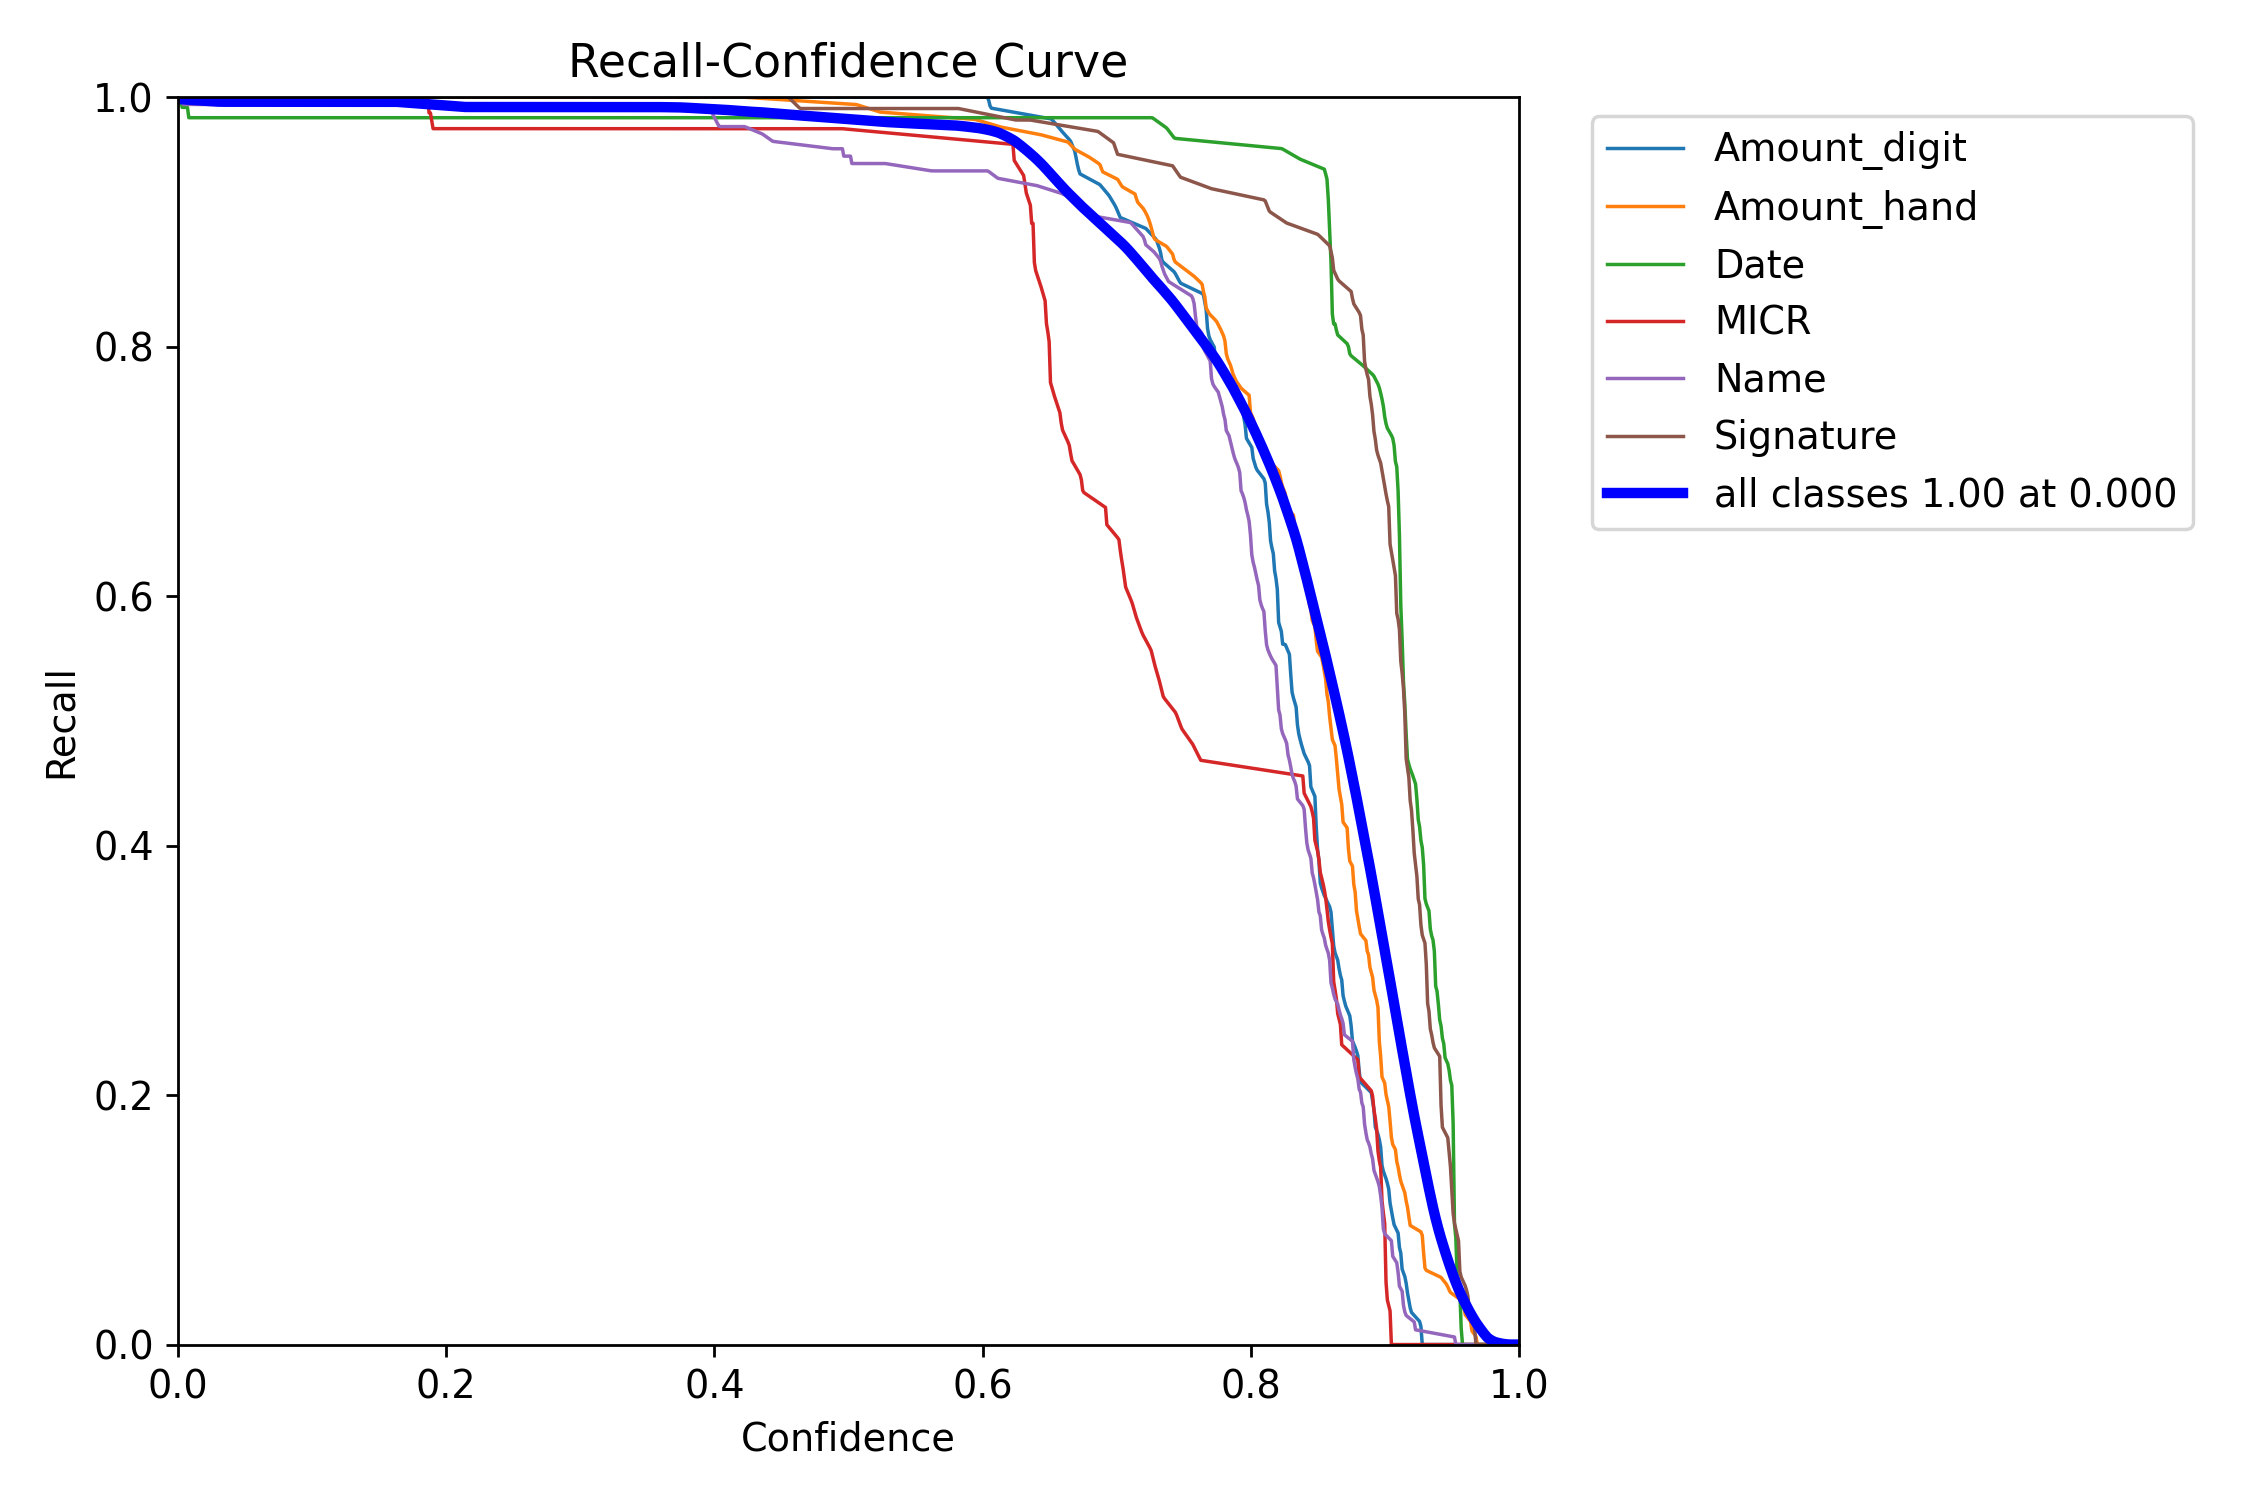 Recall-Confidence Curve
1.0
0.8
0.6
0.4
0.2
0.0
Recall
0.0 0.2 0.4 0.6 0.8 1.0
Confidence
Amount_digit
Amount_hand
Date
MICR
Name
Signature
all classes 1.00 at 0.000